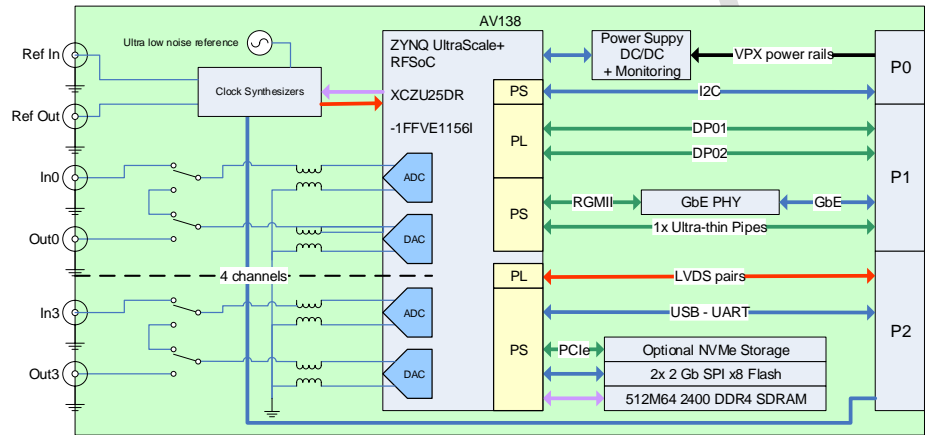 AV138
Ref In
Ref Out
In0
Out0
In3
Out3
Ultra low noise reference
Clock Synthesizers
4 channels
ZYNQ UltraScale+
RFSoC
XCZU25DR
-1FFVE1156I
ADC
DAC
ADC
DAC
PS
PL
PS
PL
PS
Power Suppy
DC/DC
+ Monitoring
VPX power rails
I2C
DP01
DP02
RGMII
GbE PHY
GbE
1x Ultra-thin Pipes
LVDS pairs
USB - UART
PCIe
Optional NVMe Storage
2x 2 Gb SPI x8 Flash
512M64 2400 DDR4 SDRAM
P0
P1
P2